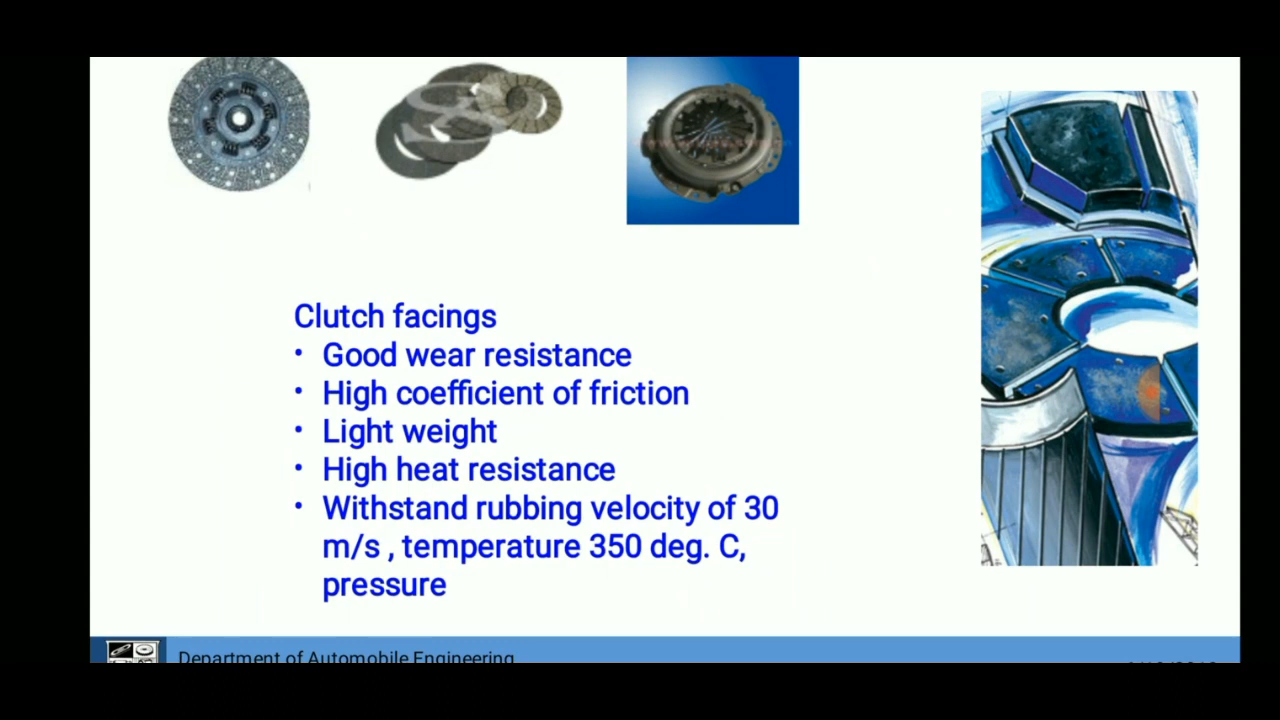 Clutch facings
• Good wear resistance
• High coefficient of friction
• Light weight
• High heat resistance
• Withstand rubbing velocity of 30
m/s , temperature 350 deg. C,
pressure
Department of Automobile Engineering